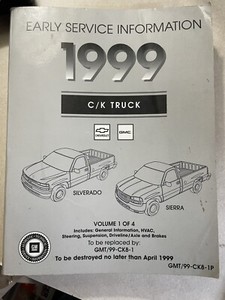 EARLY SERVICE INFORMATION
1999
C/K TRUCK
CHEVROLET GMC
SILVERADO
SIERRA
VOLUME 1 OF 4
Includes: General Information, HVAC,
Steering, Suspension, Driveline/Axle and Brakes
To be replaced by:
GMT/99-CK8-1
To be destroyed no later than April 1999
GMT/99-CK8-1P